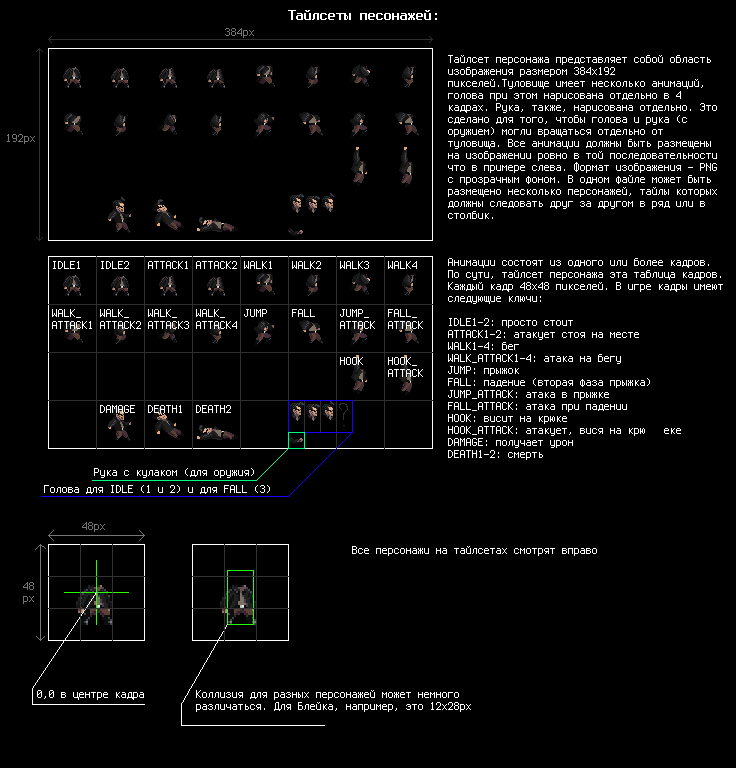 Тайлсеты песонажей:
384px
192px
Тайлсет персонажа представляет собой область
изображения размером 384x192
пикселей.Туловище имеет несколько анимаций,
голова при этом нарисована отдельно в 4
кадрах. Рука, также, нарисована отдельно. Это
сделано для того, чтобы голова и рука (с
оружием) могли вращаться отдельно от
туловища. Все анимации должны быть размещены
на изображении ровно в той последовательности
что в примере слева. Формат изображения - PNG
с прозрачным фоном. В одном файле может быть
размещено несколько персонажей, тайлы которых
должны следовать друг за другом в ряд или в
столбик.
IDLE1 IDLE2 ATTACK1 ATTACK2 WALK1 WALK2 WALK3 WALK4
WALK_ATTACK1 WALK_ATTACK2 WALK_ATTACK3 WALK_ATTACK4 JUMP FALL JUMP_ATTACK FALL_ATTACK
HOOK HOOK_ATTACK
DAMAGE DEATH1 DEATH2 ?
Рука с кулаком (для оружия)
Голова для IDLE (1 и 2) и для FALL (3)
Анимации состоят из одного или более кадров.
По сути, тайлсет персонажа эта таблица кадров.
Каждый кадр 48x48 пикселей. В игре кадры имеют
следующие ключи:
IDLE1-2: просто стоит
ATTACK1-2: атакует стоя на месте
WALK1-4: бег
WALK_ATTACK1-4: атака на бегу
JUMP: прыжок
FALL: падение (вторая фаза прыжка)
JUMP_ATTACK: атака в прыжке
FALL_ATTACK: атака при падении
HOOK: висит на крюке
HOOK_ATTACK: атакует, вися на крю еке
DAMAGE: получает урон
DEATH1-2: смерть
48px
48
px
Все персонажи на тайлсетах смотрят вправо
0,0 в центре кадра
Коллизия для разных персонажей может немного
различаться. Для Блейка, например, это 12x28px